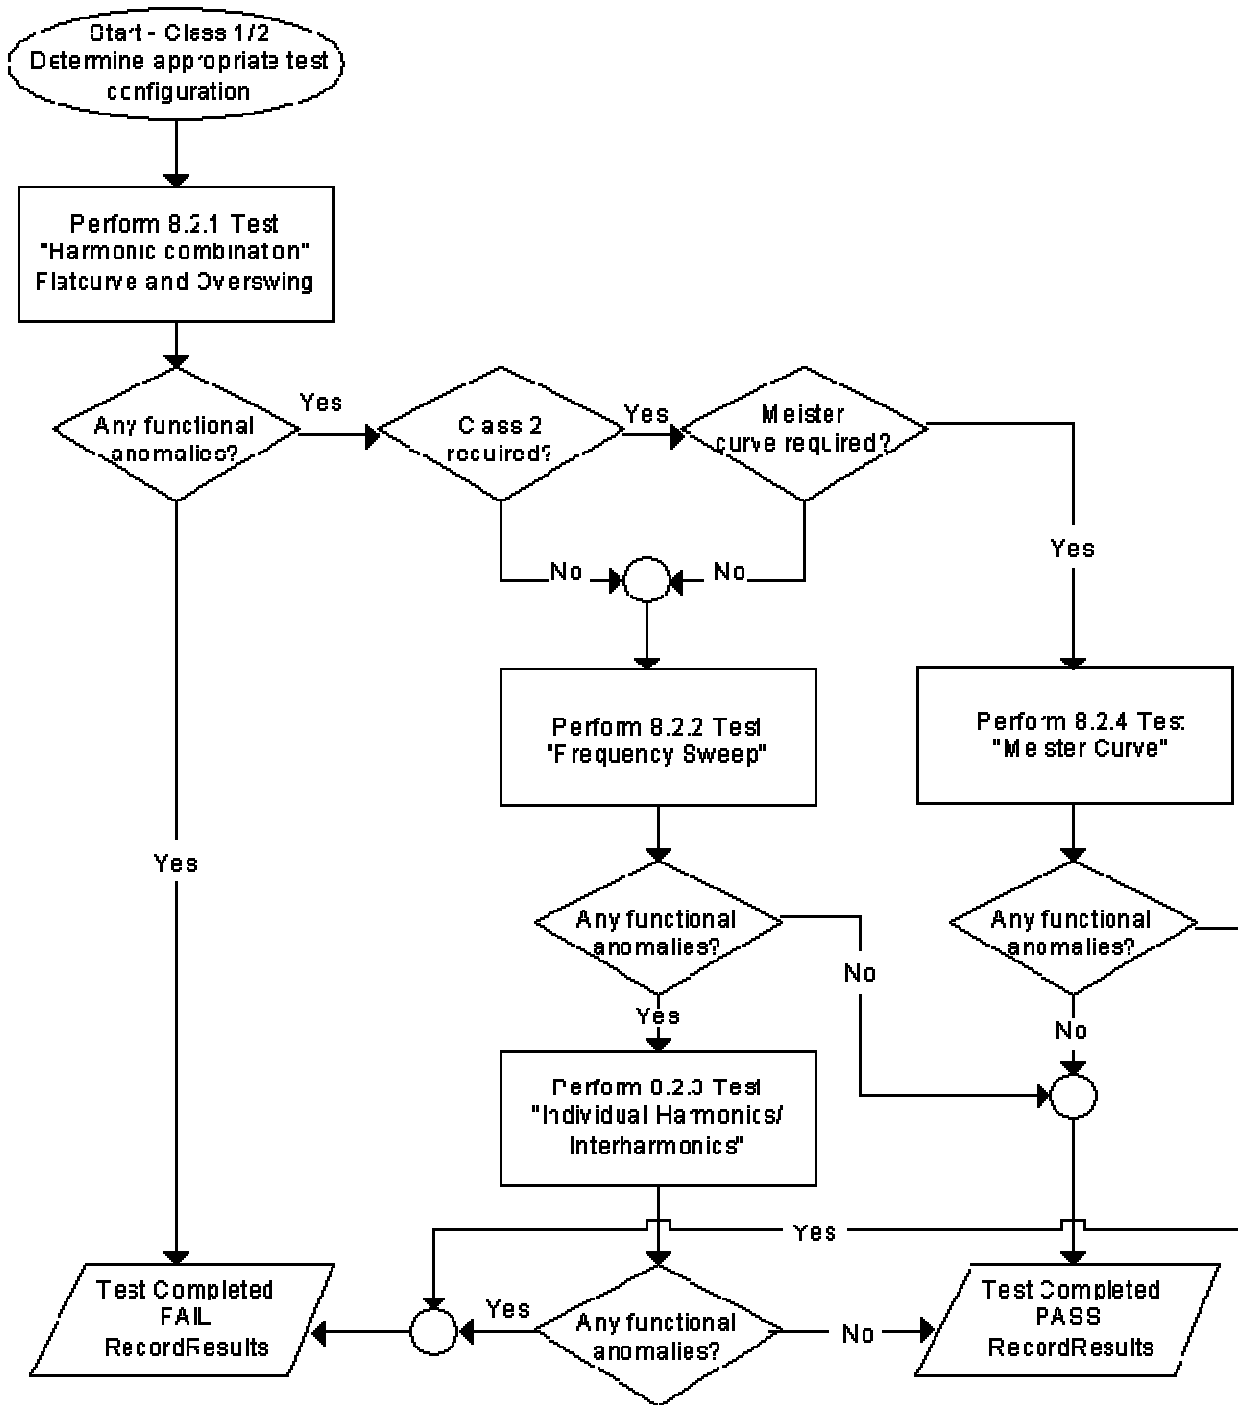 Start - Class 1/2
Determine appropriate test
configuration
Perform 8.2.1 Test
"Harmonic combination"
Flatcurve and Overswing
Any functional
anomalies?
Yes
Class 2
required?
Yes
Meister
curve required?
Yes
No
No
Perform 8.2.2 Test
"Frequency Sweep"
Perform 8.2.4 Test
"Meister Curve"
Yes
Any functional
anomalies?
No
Any functional
anomalies?
Yes
No
Perform 8.2.3 Test
"Individual Harmonics/
Interharmonics"
Yes
Test Completed
FAIL
RecordResults
Yes
Any functional
anomalies?
No
Test Completed
PASS
RecordResults